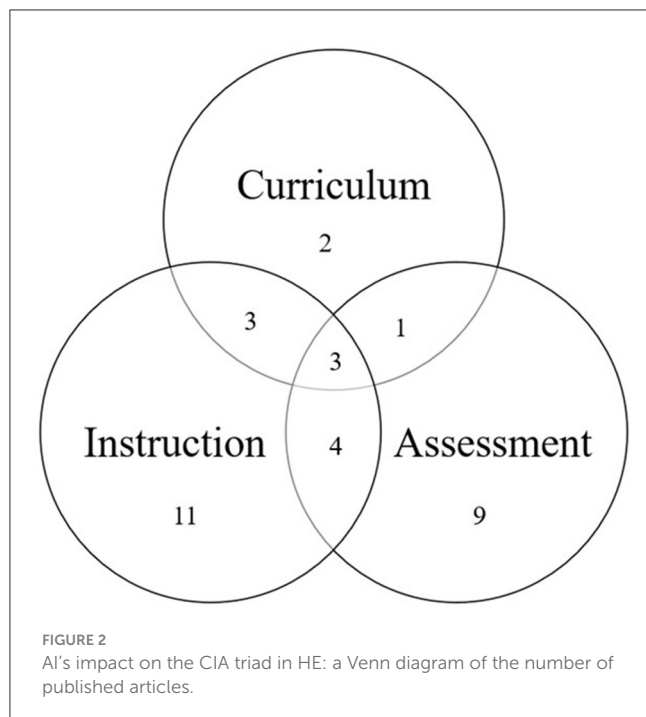 Curriculum
2
3
1
3
Instruction
4
Assessment
11
9
FIGURE 2
AI's impact on the CIA triad in HE: a Venn diagram of the number of
published articles.